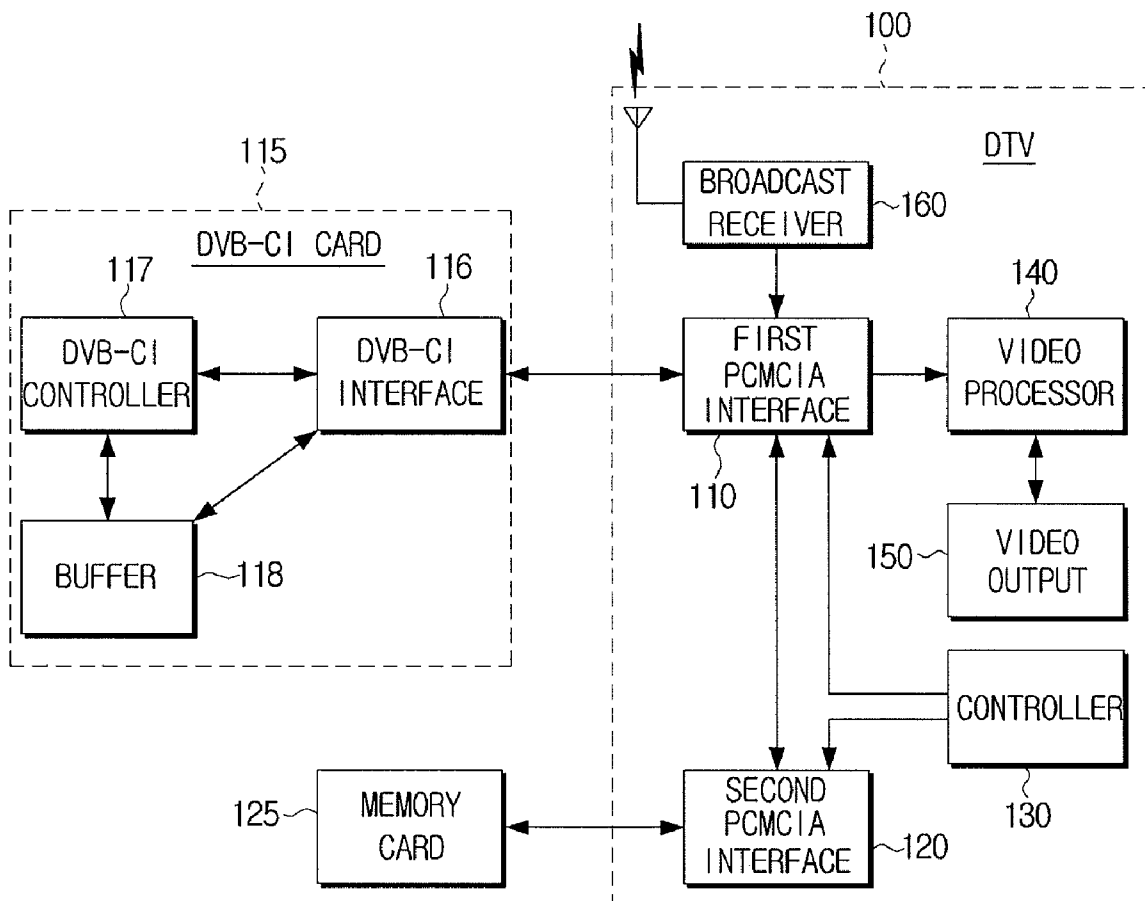 100
DTV
115
DVB-CI CARD
BROADCAST
RECEIVER
160
117
DVB-CI
CONTROLLER
116
DVB-CI
INTERFACE
FIRST
PCMCIA
INTERFACE
110
140
VIDEO
PROCESSOR
BUFFER
118
150
VIDEO
OUTPUT
CONTROLLER
130
125
MEMORY
CARD
SECOND
PCMCIA
INTERFACE
120